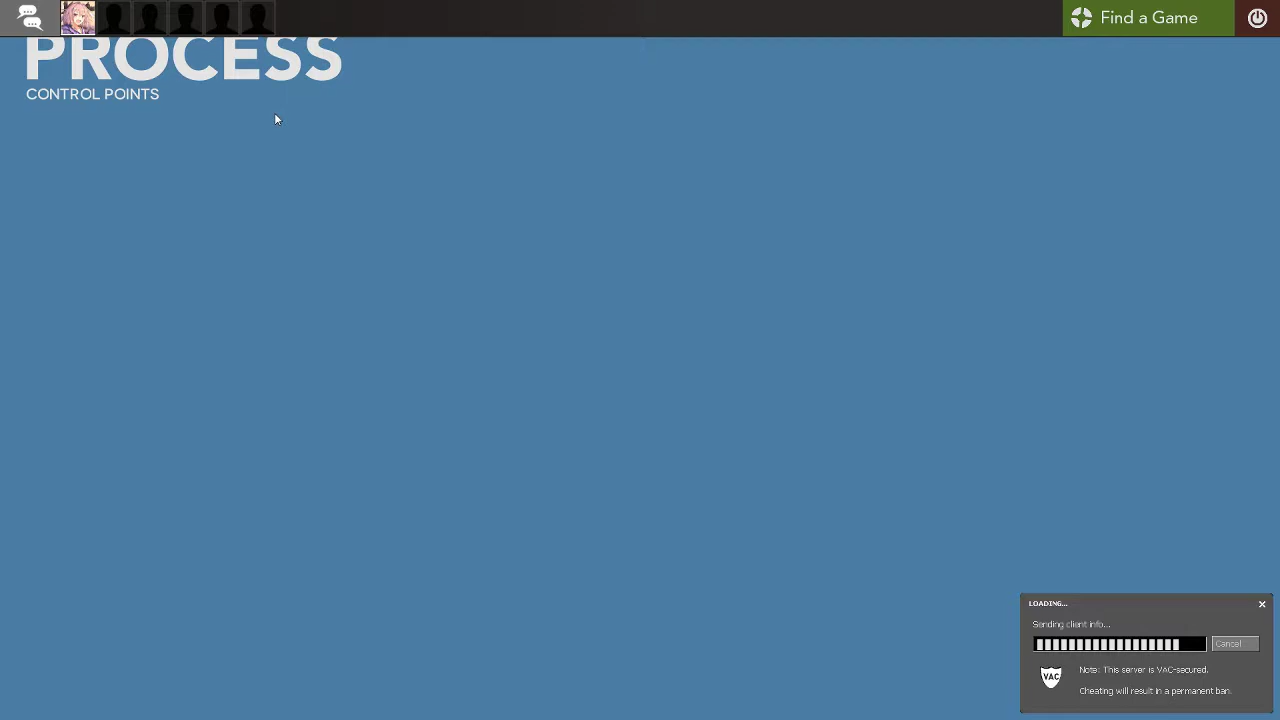 Find a Game
PROCESS
CONTROL POINTS
LOADING...
Sending client info...
Cancel
Note: This server is VAC-secured.
VAC
Cheating will result in a permanent ban.